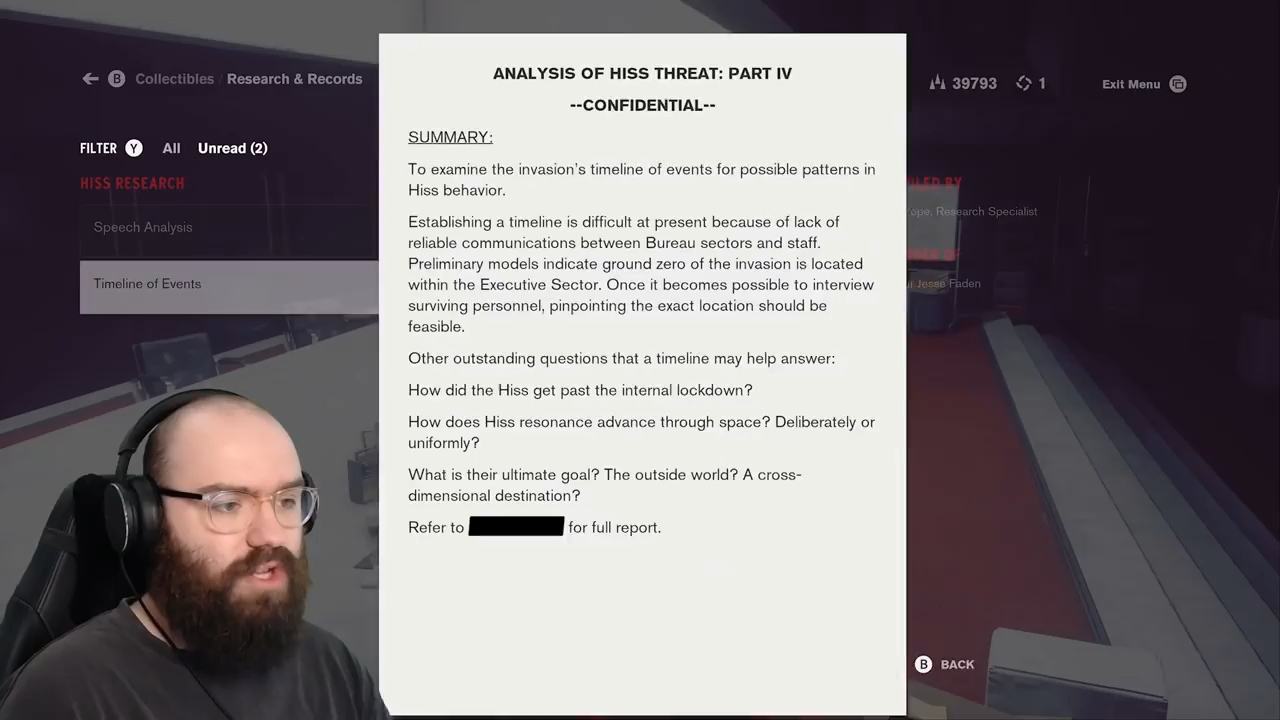 B Collectibles / Research & Records
39793
1
Exit Menu
FILTER Y All Unread (2)
HISS RESEARCH
Speech Analysis
Timeline of Events
ANALYSIS OF HISS THREAT: PART IV
--CONFIDENTIAL--
SUMMARY:
To examine the invasion's timeline of events for possible patterns in
Hiss behavior.
Establishing a timeline is difficult at present because of lack of
reliable communications between Bureau sectors and staff.
Preliminary models indicate ground zero of the invasion is located
within the Executive Sector. Once it becomes possible to interview
surviving personnel, pinpointing the exact location should be
feasible.
Other outstanding questions that a timeline may help answer:
How did the Hiss get past the internal lockdown?
How does Hiss resonance advance through space? Deliberately or
uniformly?
What is their ultimate goal? The outside world? A cross-
dimensional destination?
Refer to for full report.
BY
Research Specialist
Jesse Faden
B BACK